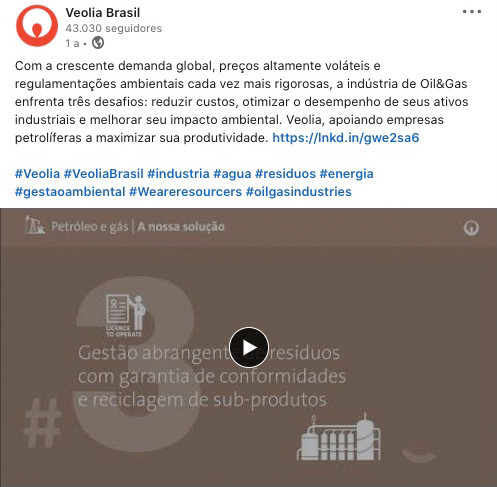 Veolia Brasil
43.030 seguidores
1 a •
Com a crescente demanda global, preços altamente voláteis e
regulamentações ambientais cada vez mais rigorosas, a indústria de Oil&Gas
enfrenta três desafios: reduzir custos, otimizar o desempenho de seus ativos
industriais e melhorar seu impacto ambiental. Veolia, apoiando empresas
petrolíferas a maximizar sua produtividade. https://lnkd.in/gwe2sa6
#Veolia #VeoliaBrasil #industria #agua #residuos #energia
#gestaoambiental #Weareresourcers #oilgasindustries
Petróleo e gás | A nossa solução
#3
LICENCE
TO OPERATE
Gestão abrangente de resíduos
com garantia de conformidades
e reciclagem de sub-produtos